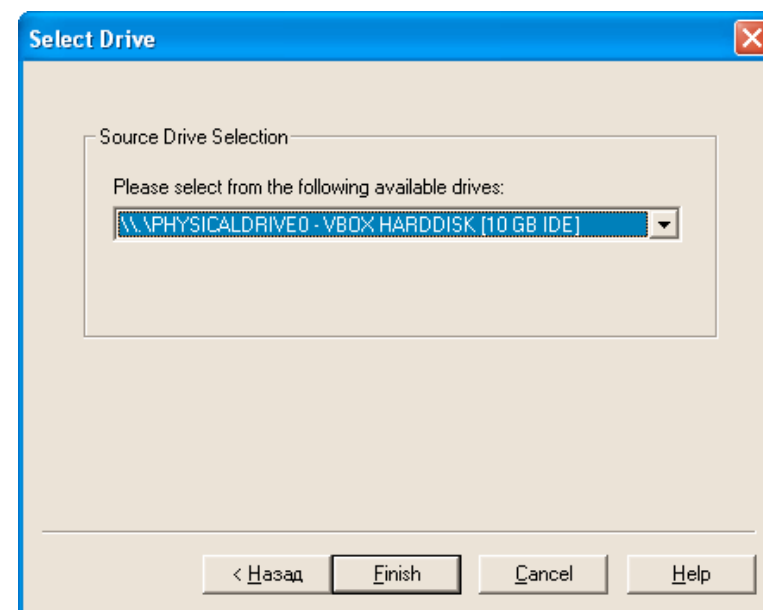 Select Drive
Source Drive Selection
Please select from the following available drives:
\\.\PHYSICALDRIVE0 - VBOX HARDDISK [10 GB IDE]
< Назад Finish Cancel Help